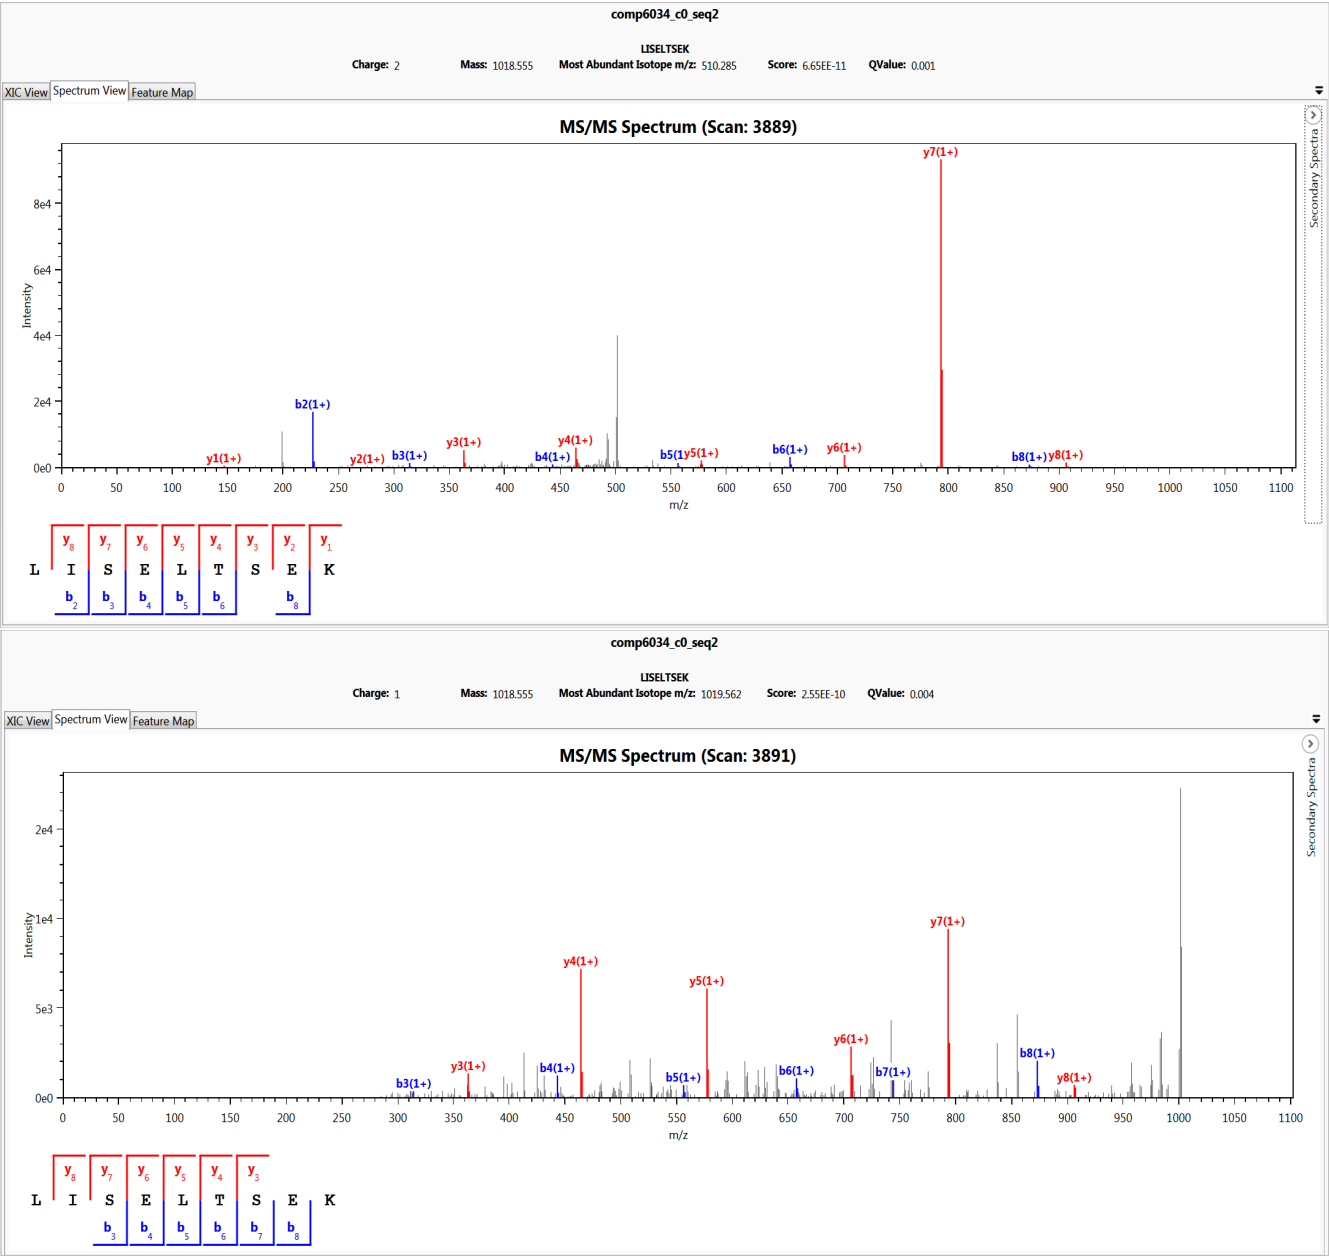 comp6034_c0_seq2
LISELTSEK
Charge: 2 Mass: 1018.555 Most Abundant Isotope m/z: 510.285 Score: 6.65EE-11 QValue: 0.001
XIC View Spectrum View Feature Map
MS/MS Spectrum (Scan: 3889)
Secondary Spectra
y7(1+)
8e4
6e4
Intensity
4e4
2e4
b2(1+)
y1(1+) y2(1+) b3(1+) y3(1+) b4(1+) y4(1+) b5(1 y5(1+) b6(1+) y6(1+) b8(1+) y8(1+)
0e0
0 50 100 150 200 250 300 350 400 450 500 550 600 650 700 750 800 850 900 950 1000 1050 1100
m/z
y8 y7 y6 y5 y4 y3 y2 y1
L I S E L T S E K
b2 b3 b4 b5 b6 b8
comp6034_c0_seq2
LISELTSEK
Charge: 1 Mass: 1018.555 Most Abundant Isotope m/z: 1019.562 Score: 2.55EE-10 QValue: 0.004
XIC View Spectrum View Feature Map
MS/MS Spectrum (Scan: 3891)
Secondary Spectra
2e4
Intensity
1e4
y7(1+)
y4(1+)
y5(1+)
5e3
y6(1+)
b3(1+) y3(1+) b4(1+) b5(1+) b6(1+) b7(1+) b8(1+) y8(1+)
0e0
0 50 100 150 200 250 300 350 400 450 500 550 600 650 700 750 800 850 900 950 1000 1050 1100
m/z
y8 y7 y6 y5 y4 y3
L I S E L T S E K
b3 b4 b5 b6 b7 b8